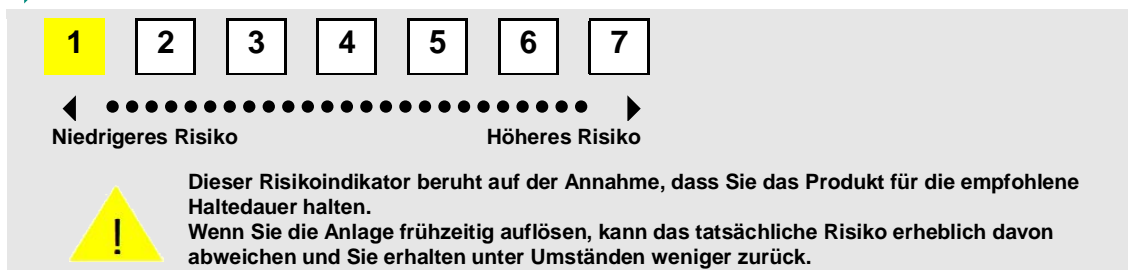 1 2 3 4 5 6 7
Niedrigeres Risiko Höheres Risiko
Dieser Risikoindikator beruht auf der Annahme, dass Sie das Produkt für die empfohlene
Haltedauer halten.
!
Wenn Sie die Anlage frühzeitig auflösen, kann das tatsächliche Risiko erheblich davon
abweichen und Sie erhalten unter Umständen weniger zurück.